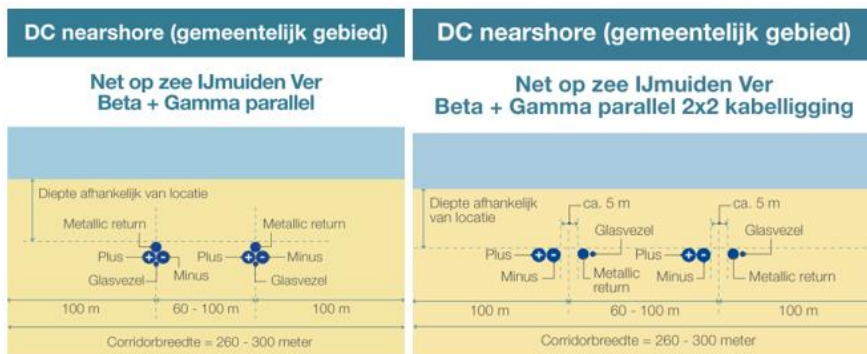 DC nearshore (gemeentelijk gebied)
Net op zee IJmuiden Ver
Beta + Gamma parallel
Diepte afhankelijk van locatie
Metallic return
Metallic return
Plus
Plus
Minus
Minus
Glasvezel
Glasvezel
100 m
60 - 100 m
100 m
Corridorbreedte = 260 - 300 meter
DC nearshore (gemeentelijk gebied)
Net op zee IJmuiden Ver
Beta + Gamma parallel 2x2 kabelligging
Diepte afhankelijk
van locatie
ca. 5 m
ca. 5 m
Glasvezel
Glasvezel
Plus
Plus
Minus
Metallic
return
Minus
Metallic return
100 m
60 - 100 m
100 m
Corridorbreedte = 260 - 300 meter